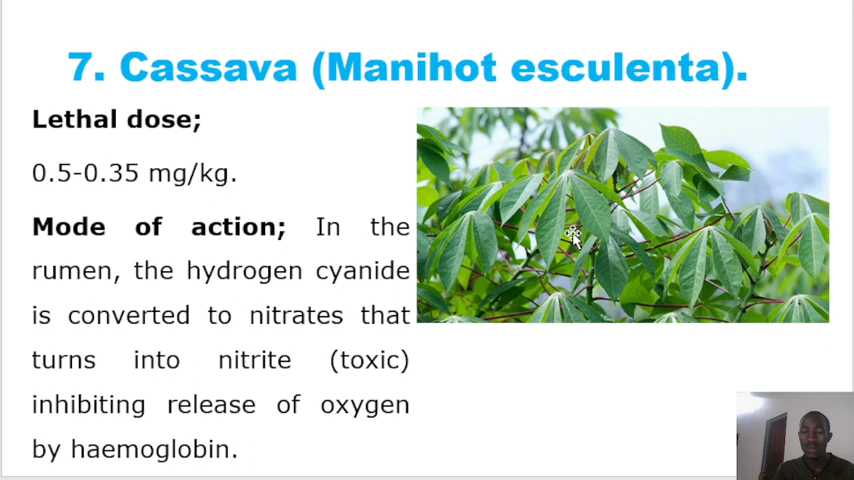 7. Cassava (Manihot esculenta).
Lethal dose;
0.5-0.35 mg/kg.
Mode of action; In the
rumen, the hydrogen cyanide
is converted to nitrates that
turns into nitrite (toxic)
inhibiting release of oxygen
by haemoglobin.